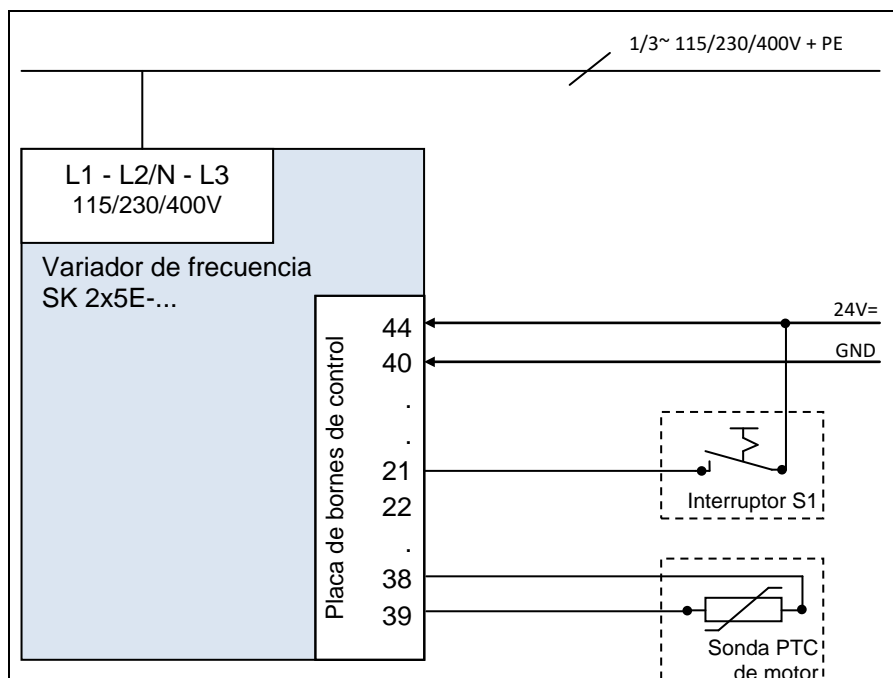 1/3~ 115/230/400V + PE
L1 - L2/N - L3
115/230/400V
Variador de frecuencia
SK 2x5E-...
Placa de bornes de control
44
40
.
.
21
22
.
38
39
24V=
GND
Interruptor S1
Sonda PTC
de motor